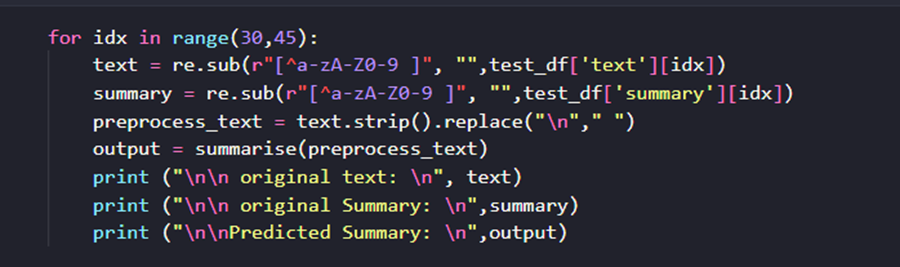 for idx in range(30,45):
    text = re.sub(r"[^a-zA-Z0-9 ]", "",test_df['text'][idx])
    summary = re.sub(r"[^a-zA-Z0-9 ]", "",test_df['summary'][idx])
    preprocess_text = text.strip().replace("\n"," ")
    output = summarise(preprocess_text)
    print ("\n\n original text: \n", text)
    print ("\n\n original Summary: \n",summary)
    print ("\n\nPredicted Summary: \n",output)